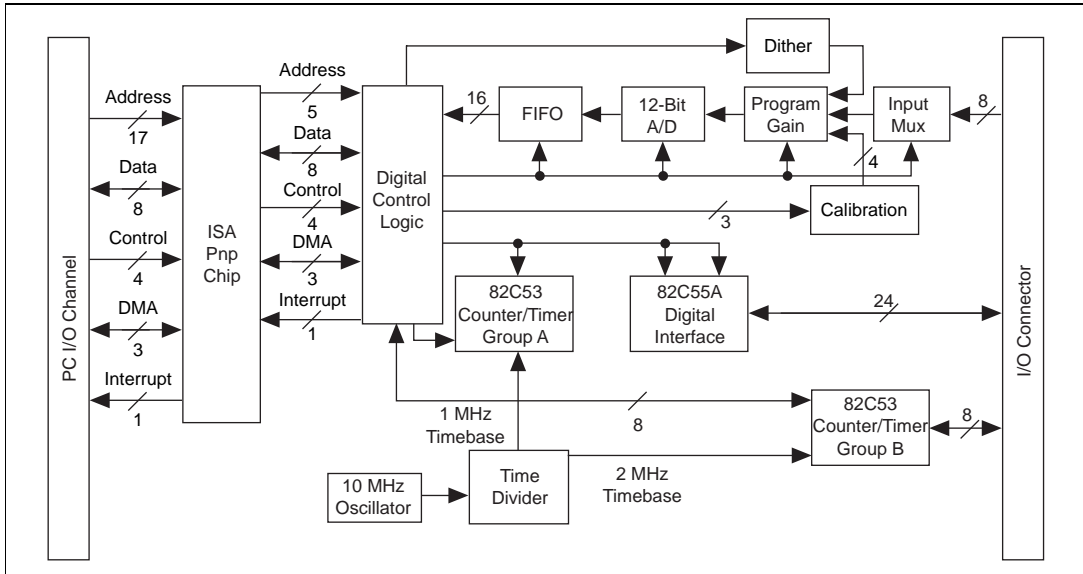 PC I/O Channel
Address
17
Data
8
Control
4
DMA
3
Interrupt
1
ISA
Pnp
Chip
Address
5
Data
8
Control
4
DMA
3
Interrupt
1
Digital
Control
Logic
Dither
16
FIFO
12-Bit
A/D
Program
Gain
Input
Mux
8
4
3
Calibration
82C53
Counter/Timer
Group A
82C55A
Digital
Interface
24
1 MHz
Timebase
8
82C53
Counter/Timer
Group B
8
10 MHz
Oscillator
Time
Divider
2 MHz
Timebase
I/O Connector